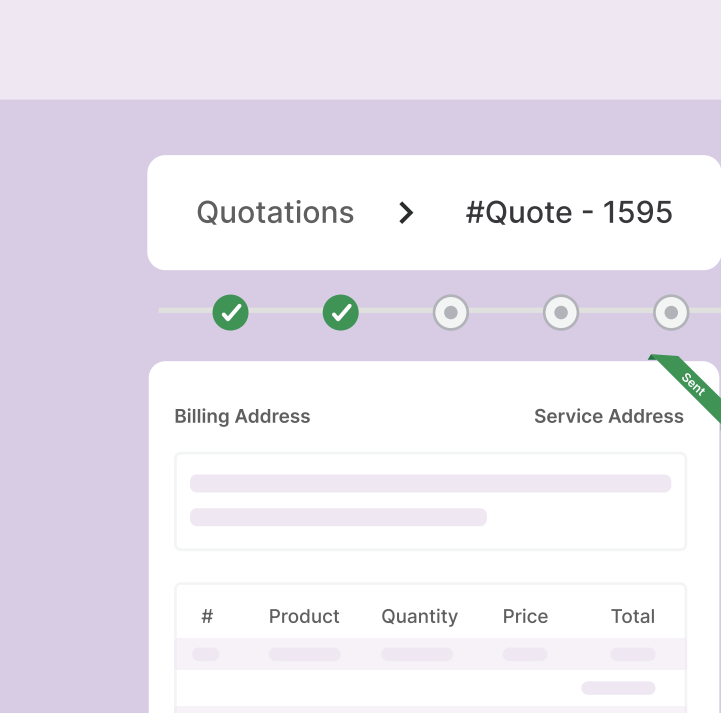 Quotations > #Quote - 1595
Sent
Billing Address Service Address
# Product Quantity Price Total